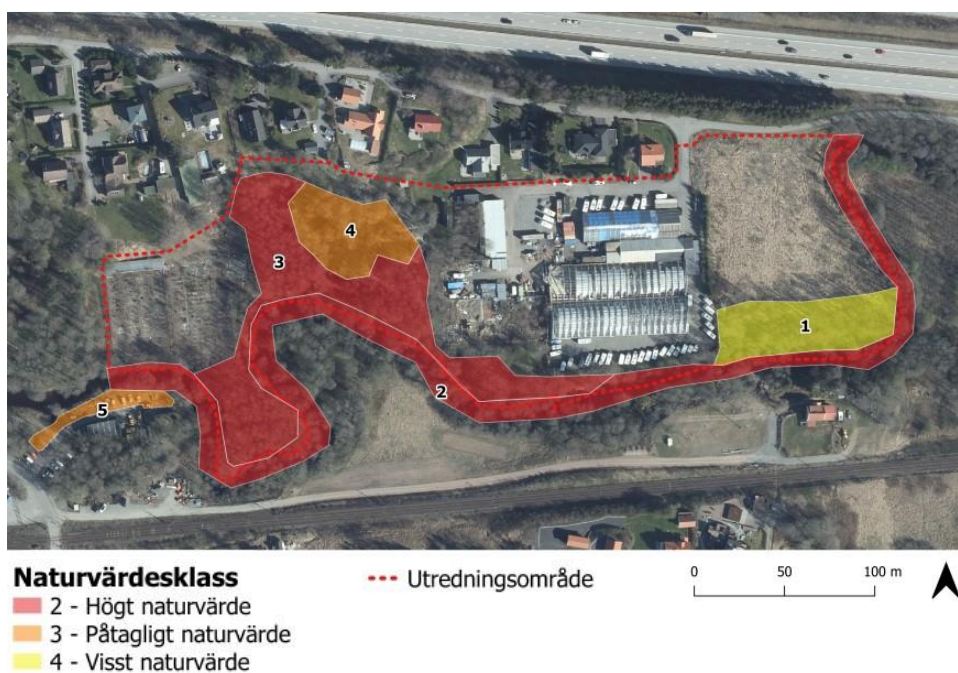 4
3
1
2
5
Naturvärdesklass
2 - Högt naturvärde
3 - Påtagligt naturvärde
4 - Visst naturvärde
Utredningsområde
0 50 100 m